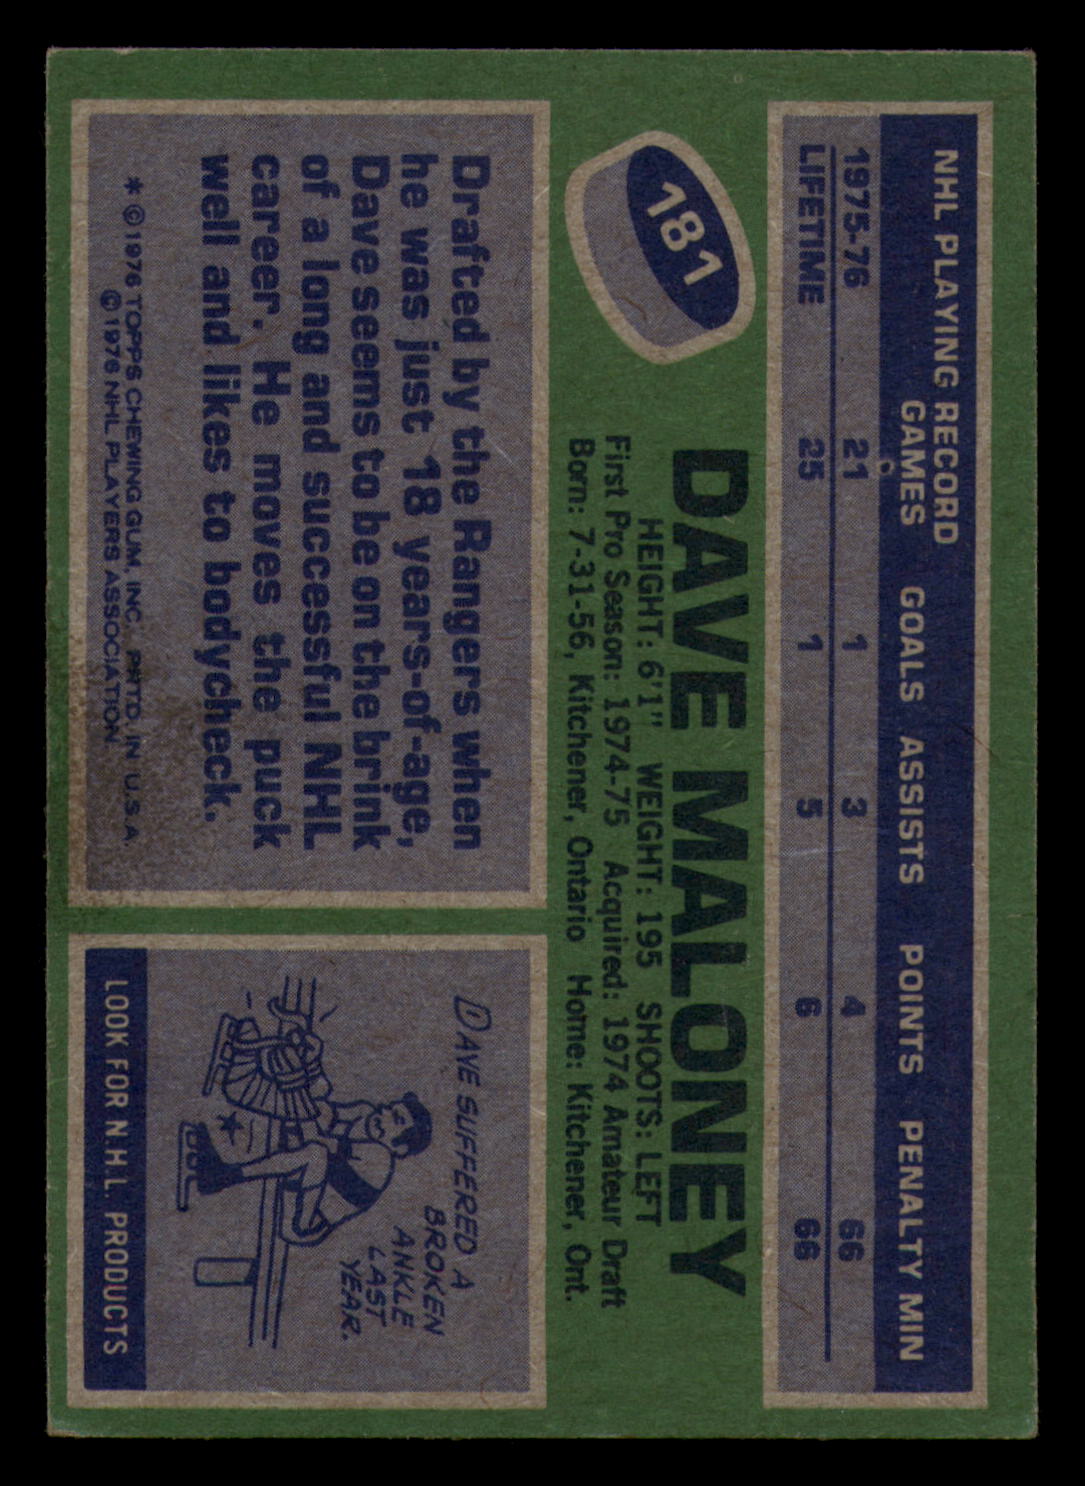 NHL PLAYING RECORD
GAMES GOALS ASSISTS POINTS PENALTY MIN
1975-76 21 1 3 4 66
LIFETIME 25 1 5 6 66
181
DAVE MALONEY
HEIGHT: 6'1" WEIGHT: 195 SHOOTS: LEFT
First Pro Season: 1974-75 Acquired: 1974 Amateur Draft
Born: 7-31-56, Kitchener, Ontario Home: Kitchener, Ont.
Drafted by the Rangers when
he was just 18 years-of-age,
Dave seems to be on the brink
of a long and successful NHL
career. He moves the puck
well and likes to bodycheck.
* ©1976 TOPPS CHEWING GUM, INC., PRTD. IN U.S.A.
©1976 NHL PLAYERS ASSOCIATION.
DAVE SUFFERED A
BROKEN
ANKLE
LAST
YEAR.
LOOK FOR N.H.L. PRODUCTS